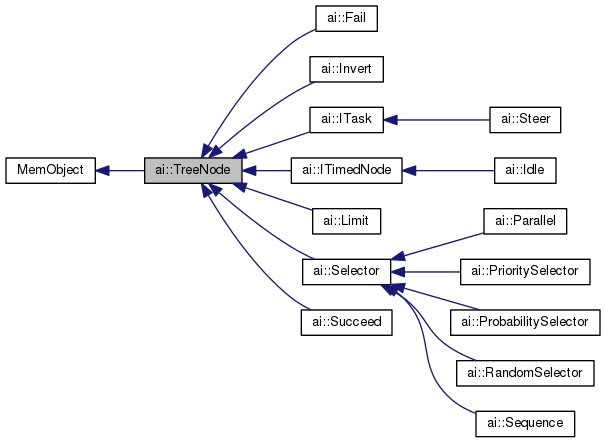 ai::Fail
ai::Invert
ai::ITask
ai::Steer
MemObject
ai::TreeNode
ai::ITimedNode
ai::Idle
ai::Limit
ai::Parallel
ai::Selector
ai::PrioritySelector
ai::Succeed
ai::ProbabilitySelector
ai::RandomSelector
ai::Sequence